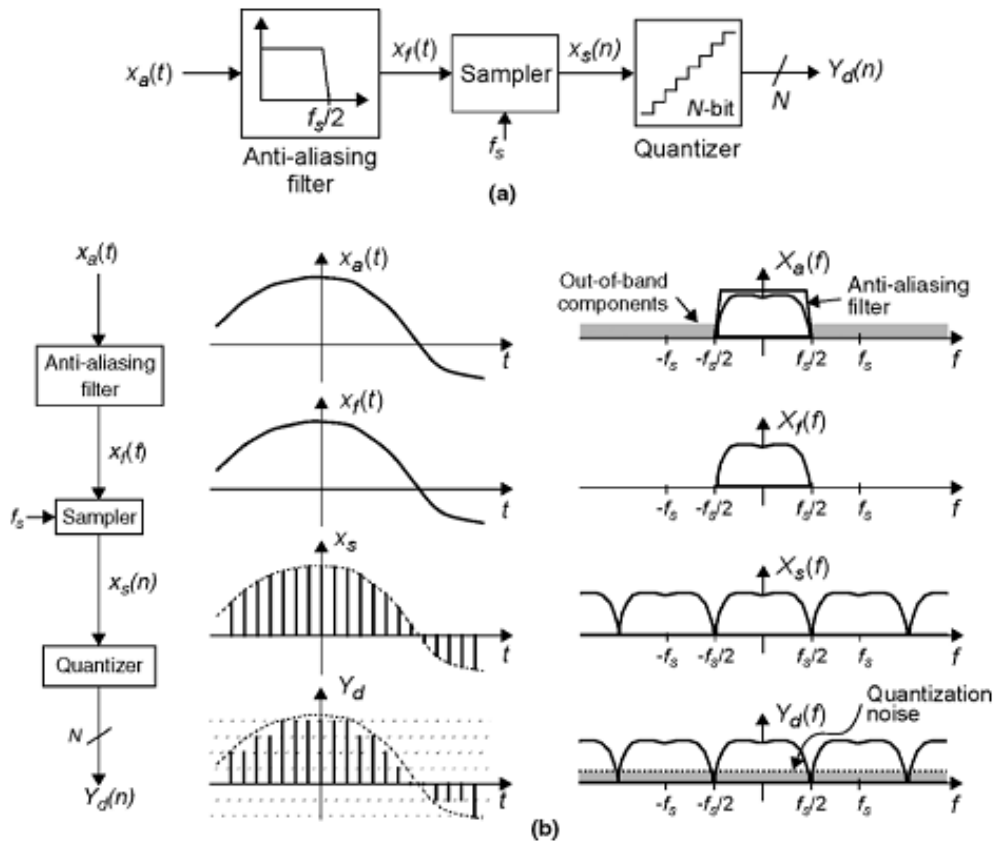 x_a(t)
f_s/2
Anti-aliasing
filter
x_f(t)
Sampler
f_s
x_s(n)
N-bit
Quantizer
N
Y_d(n)
(a)
x_a(t)
Anti-aliasing
filter
x_f(t)
f_s
Sampler
x_s(n)
Quantizer
N
Y_d(n)
x_a(t)
t
x_f(t)
t
x_s
t
Y_d
t
Out-of-band
components
X_a(f)
Anti-aliasing
filter
-f_s -f_s/2 f_s/2 f_s f
X_f(f)
-f_s -f_s/2 f_s/2 f_s f
X_s(f)
-f_s -f_s/2 f_s/2 f_s f
Y_d(f)
Quantization
noise
-f_s -f_s/2 f_s/2 f_s f
(b)